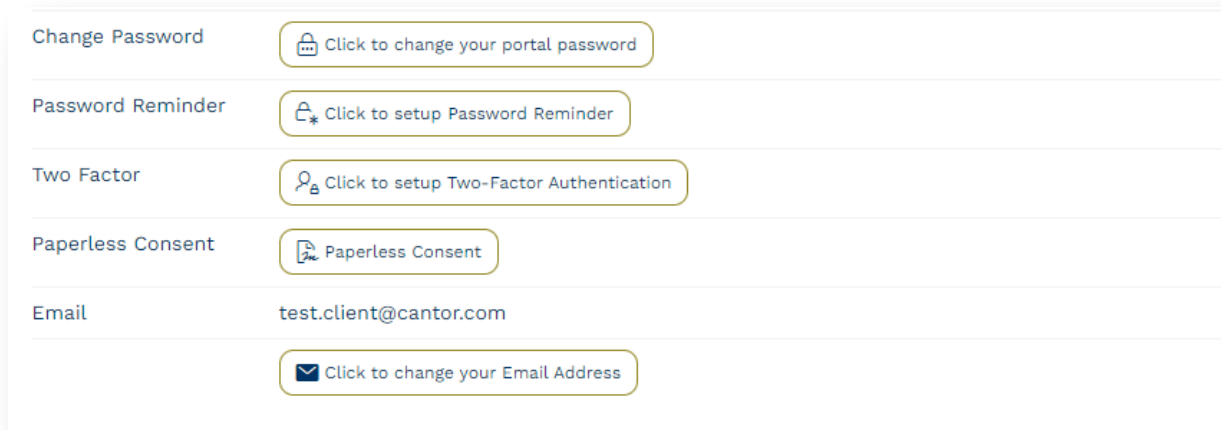 Change Password
Click to change your portal password
Password Reminder
Click to setup Password Reminder
Two Factor
Click to setup Two-Factor Authentication
Paperless Consent
Paperless Consent
Email
test.client@cantor.com
Click to change your Email Address